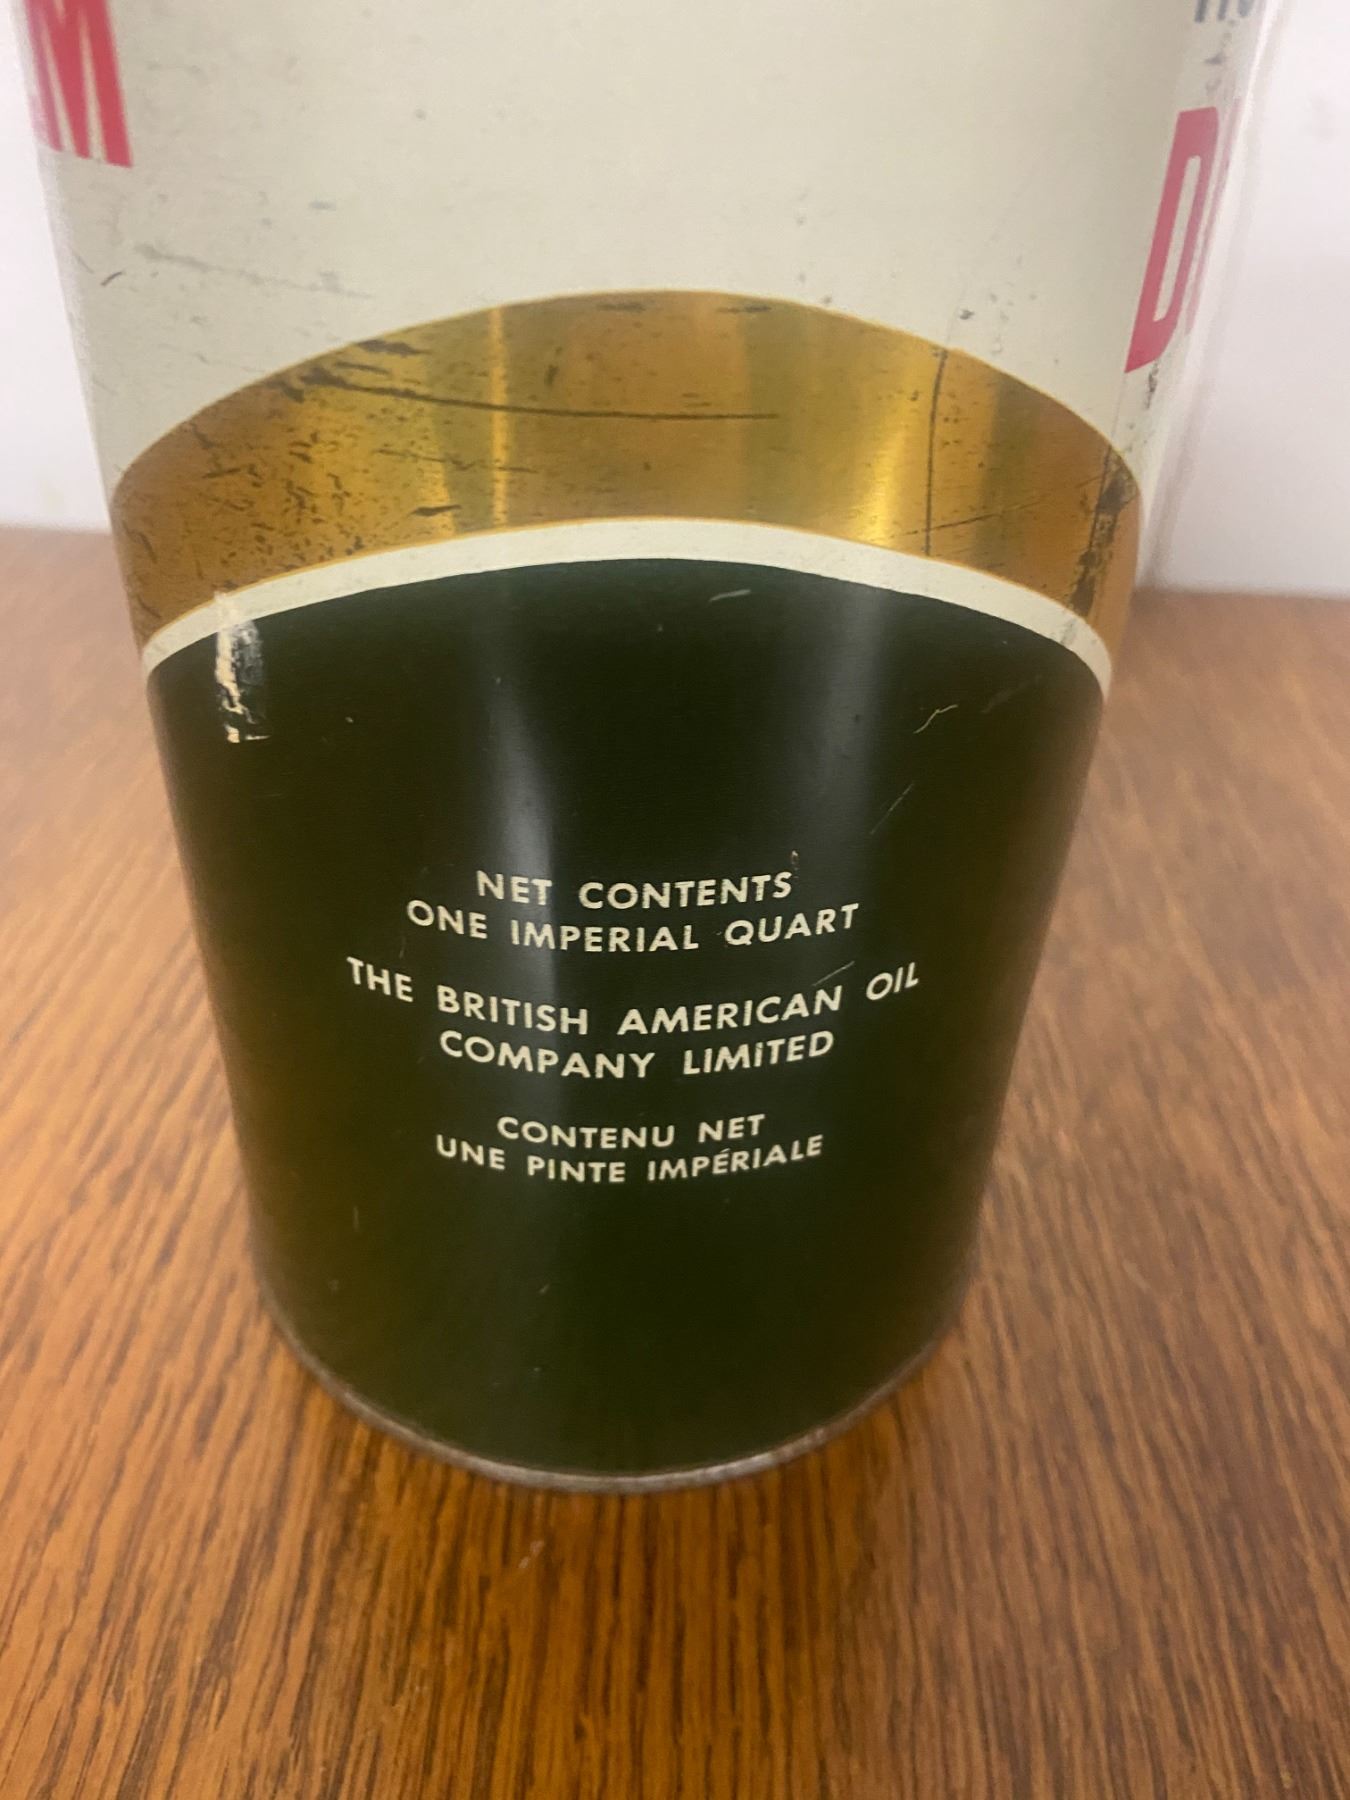 NET CONTENTS
ONE IMPERIAL QUART
THE BRITISH AMERICAN OIL
COMPANY LIMITED
CONTENU NET
UNE PINTE IMPÉRIALE